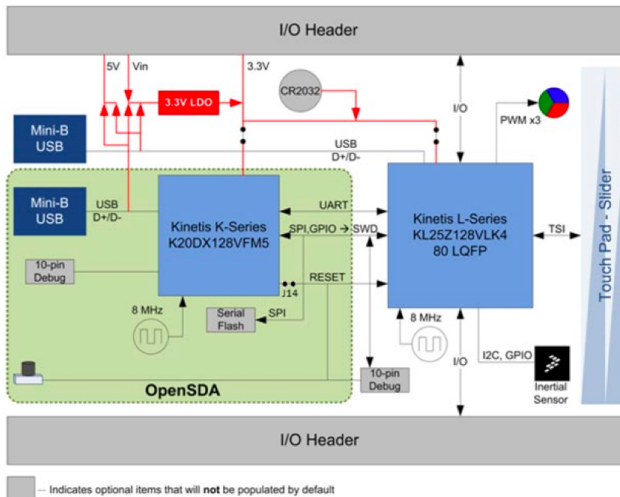 I/O Header
5V
Vin
3.3V
3.3V LDO
CR2032
I/O
PWM x3
Mini-B
USB
USB
D+/D-
Mini-B
USB
USB
D+/D-
Kinetis K-Series
K20DX128VFM5
UART
SPI,GPIO → SWD
Kinetis L-Series
KL25Z128VLK4
80 LQFP
TSI
Touch Pad - Slider
10-pin
Debug
RESET
J14
8 MHz
Serial
Flash
SPI
8 MHz
I/O
I2C, GPIO
Inertial
Sensor
10-pin
Debug
OpenSDA
I/O Header
– Indicates optional items that will not be populated by default